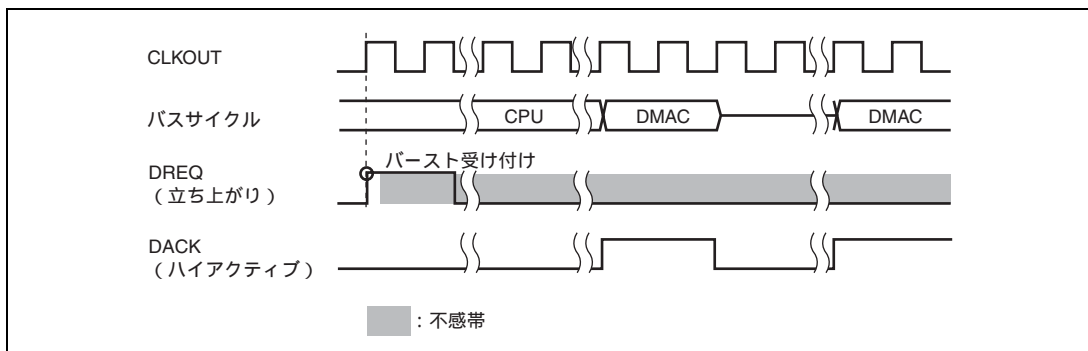 CLKOUT
バスサイクル
CPU
DMAC
DMAC
バースト受け付け
DREQ
(立ち上がり)
DACK
(ハイアクティブ)
:不感帯